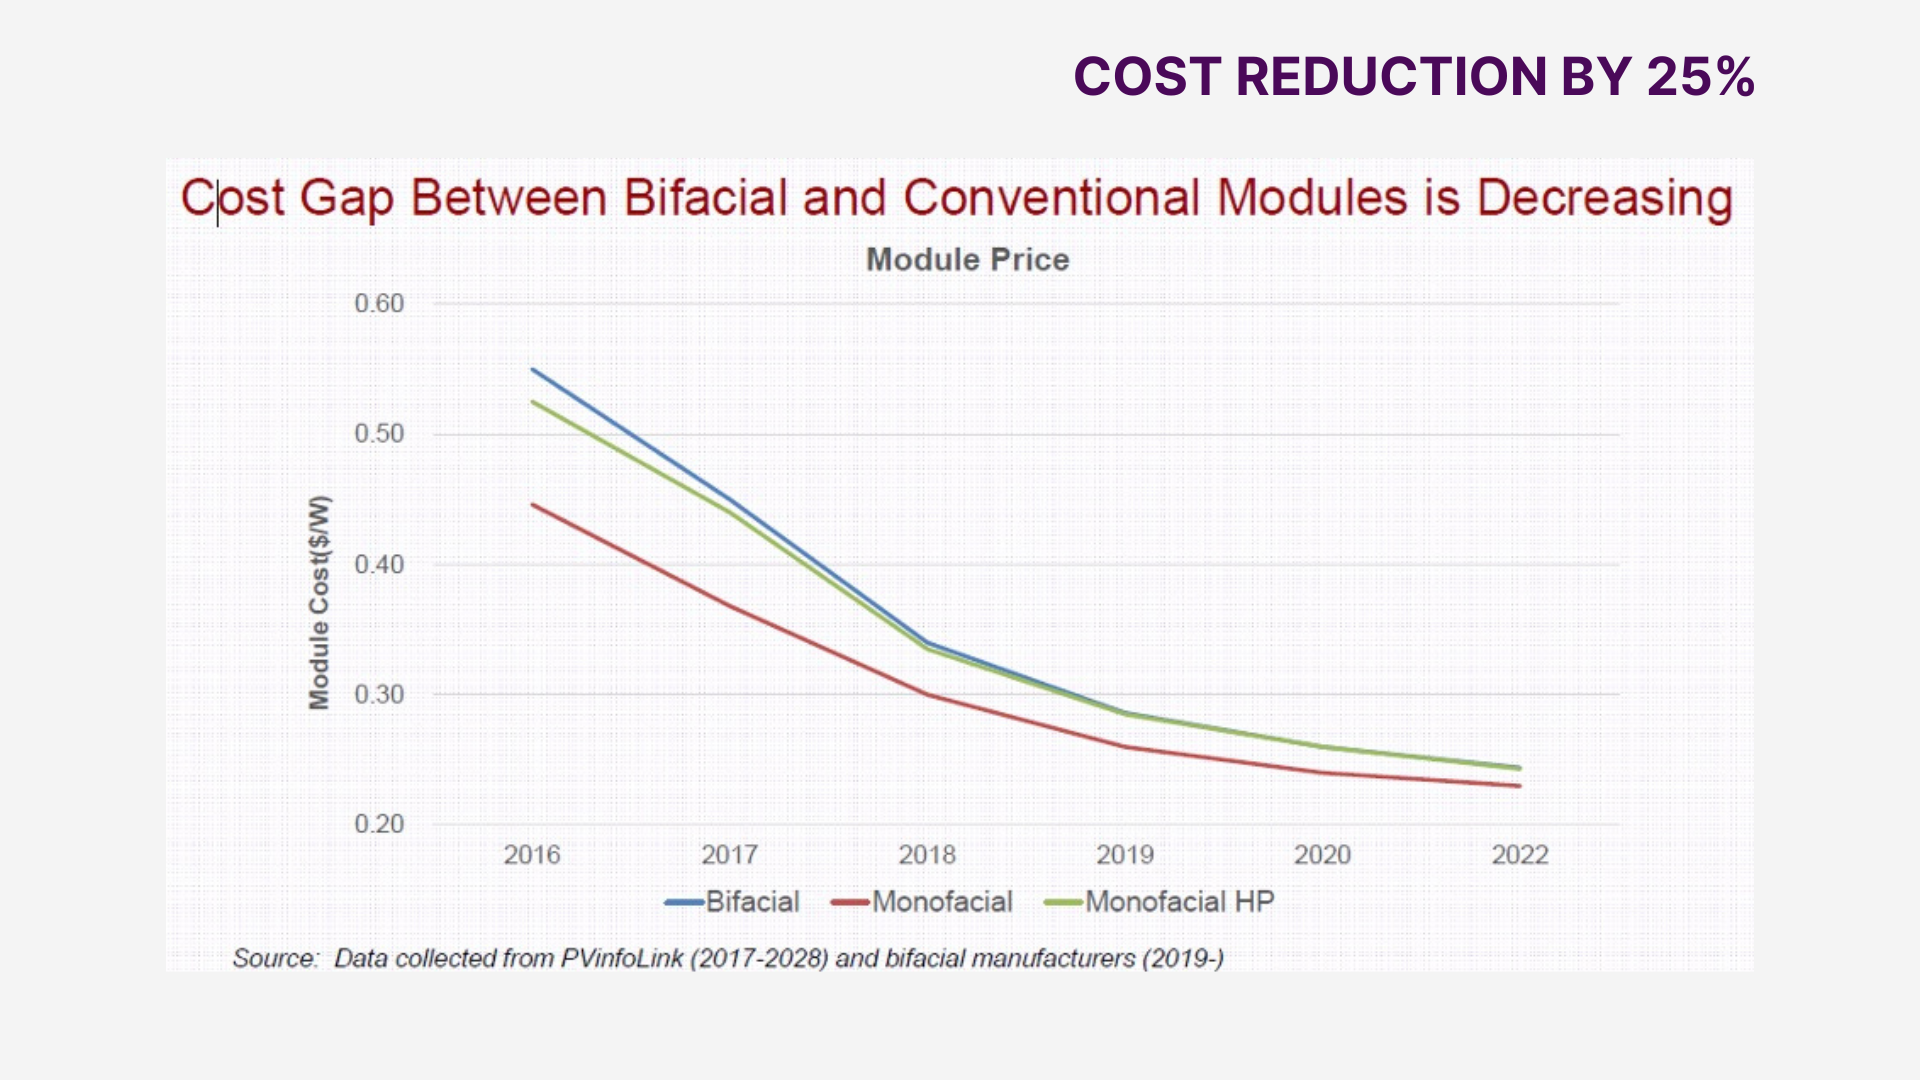 COST REDUCTION BY 25%
Cost Gap Between Bifacial and Conventional Modules is Decreasing
Module Price
Module Cost($/W)
0.60
0.50
0.40
0.30
0.20
2016 2017 2018 2019 2020 2022
Bifacial Monofacial Monofacial HP
Source: Data collected from PVinfoLink (2017-2028) and bifacial manufacturers (2019-)